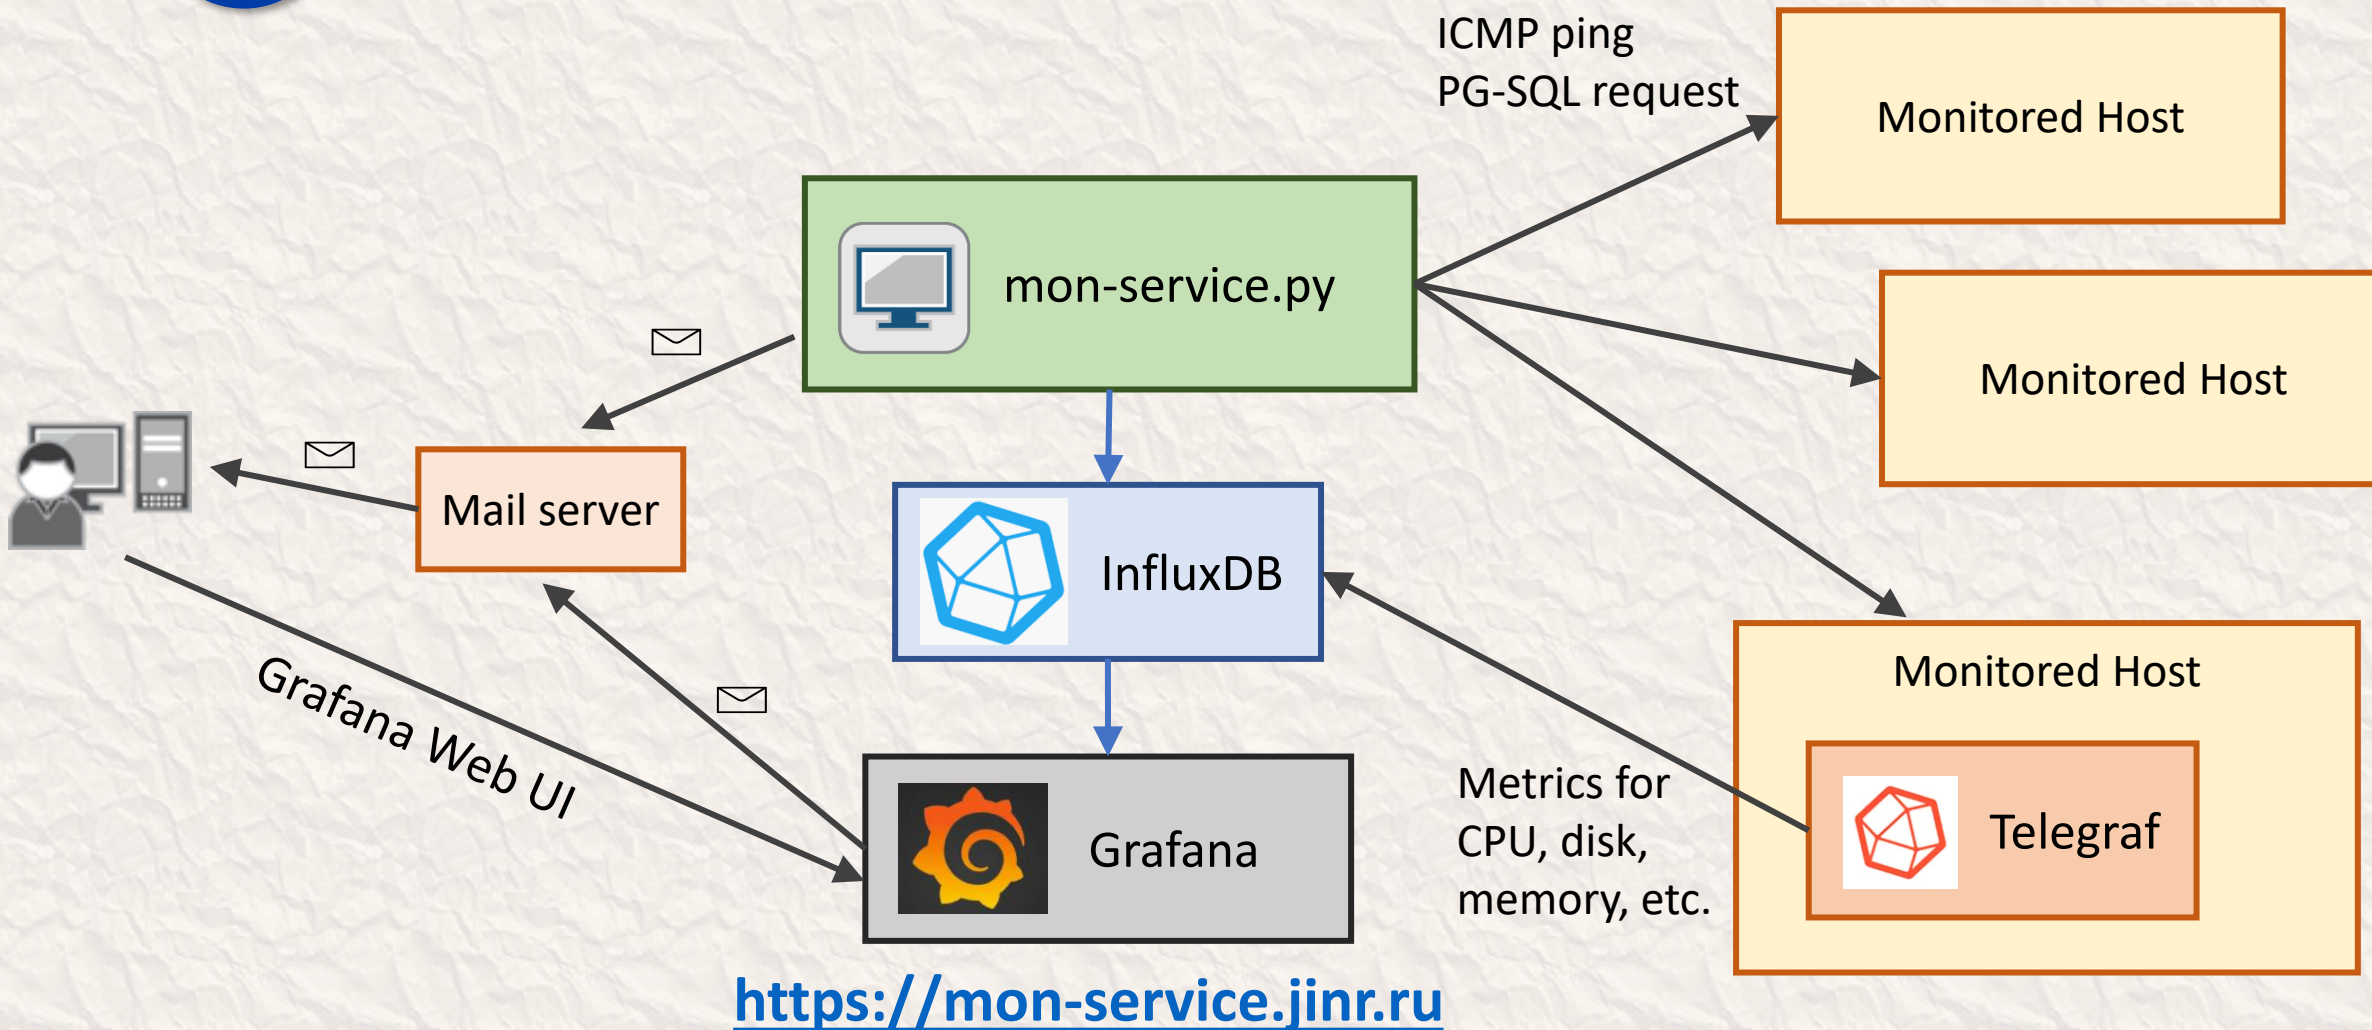 ICMP ping
PG-SQL request
Monitored Host
mon-service.py
Monitored Host
Mail server
InfluxDB
Monitored Host
Grafana Web UI
Metrics for
CPU, disk,
memory, etc.
Telegraf
Grafana
https://mon-service.jinr.ru